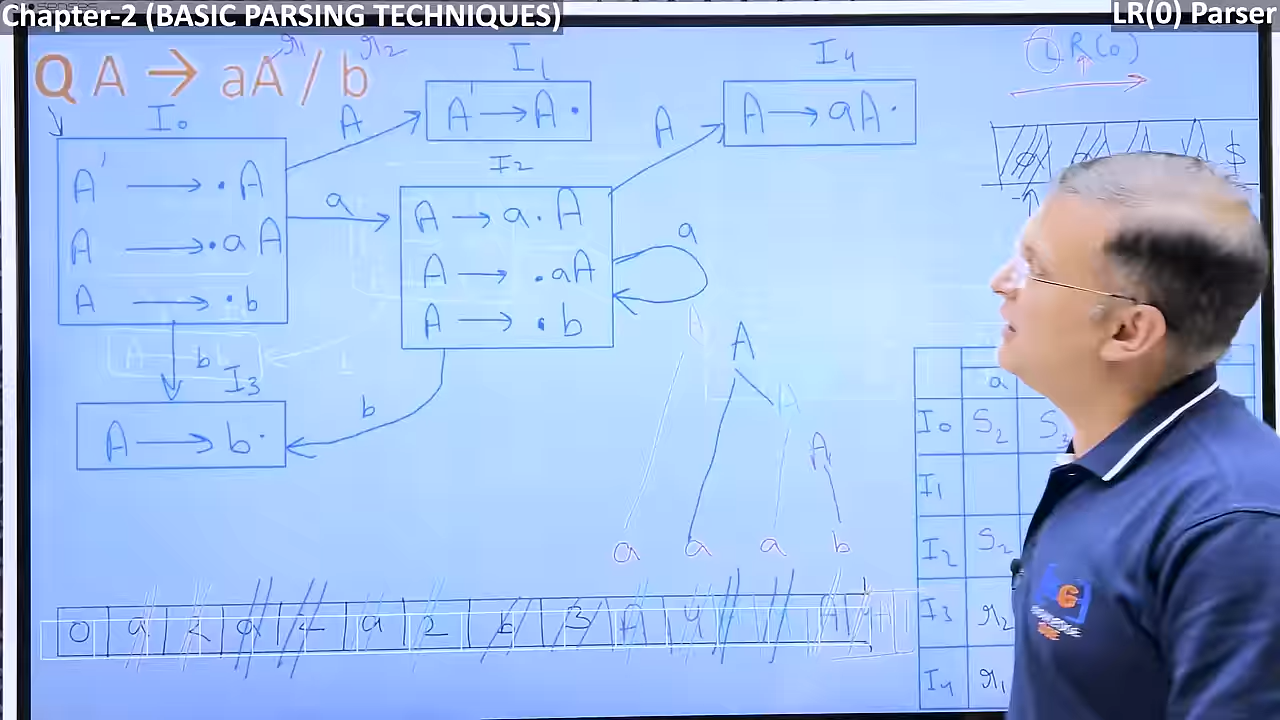 Chapter-2 (BASIC PARSING TECHNIQUES)
LR(0) Parser
Q A → aA / b
r1 r2
LR(0)
$
I0
A' → .A
A → .aA
A → .b
A
a
b
I1
A' → A.
I2
A → a.A
A → .aA
A → .b
a
b
A
I3
A → b.
I4
A → aA.
A
A
A
a a a b
0 a 2 a 2 a 2 b 3 A 4 A
a
I0 S2 S3
I1
I2 S2
I3 r2
I4 r1